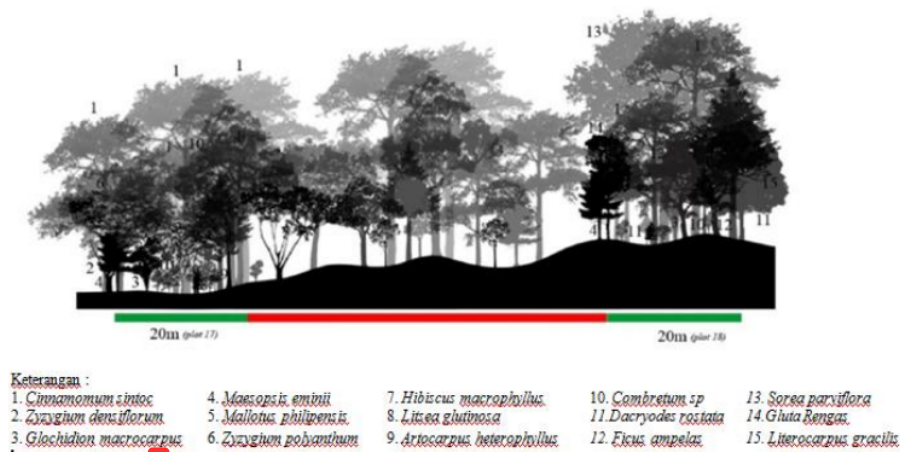 13
1 1 1
1
1 10
2
4 3
4 11
12 11
15
20m (plot 17) 20m (plot 18)
Keterangan :
1. Cinnamomum sintoc 4. Maesopsis eminii 7. Hibiscus macrophyllus 10. Combretum sp 13. Sorea parviflora
2. Zyzygium densiflorum 5. Mallotus philipensis 8. Litsea glutinosa 11.Dacryodes rostata 14.Gluta Rengas
3. Glochidion macrocarpus 6. Zyzygium polyanthum 9. Artocarpus heterophyllus 12. Ficus ampelas 15. Literocarpus gracilis